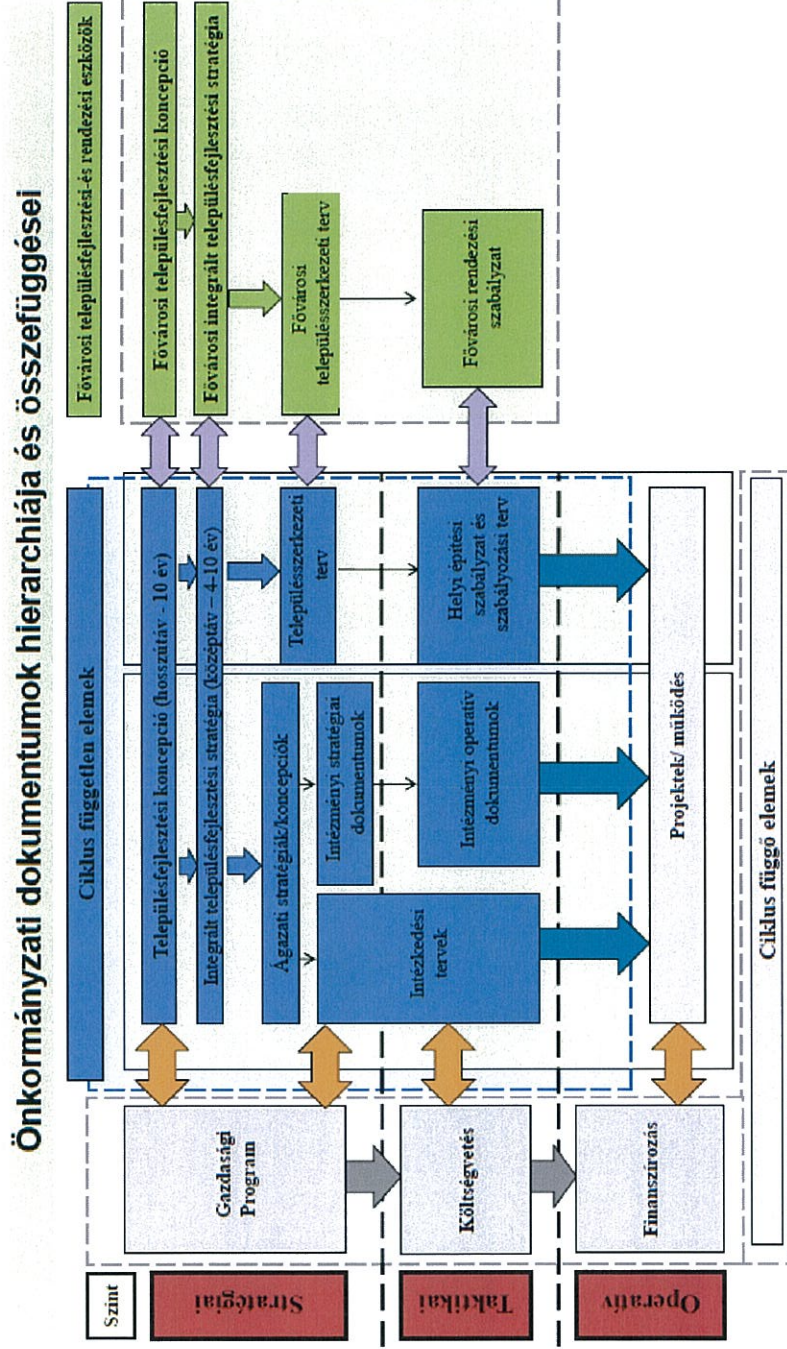 Önkormányzati dokumentumok hierarchiája és összefüggései
Szint
Stratégiai
Taktikai
Operatív
Gazdasági
Program
Költségvetés
Finanszírozás
Ciklus független elemek
Településfejlesztési koncepció (hosszútáv - 10 év)
Integrált településfejlesztési stratégia (középtáv – 4-10 év)
Ágazati stratégiák/koncepciók
Intézkedési
tervek
Intézményi stratégiai
dokumentumok
Intézményi operatív
dokumentumok
Településszerkezeti
terv
Helyi építési
szabályzat és
szabályozási terv
Projektek/ működés
Ciklus függő elemek
Fővárosi településfejlesztési-és rendezési eszközök
Fővárosi településfejlesztési koncepció
Fővárosi integrált településfejlesztési stratégia
Fővárosi
településszerkezeti terv
Fővárosi rendezési
szabályzat